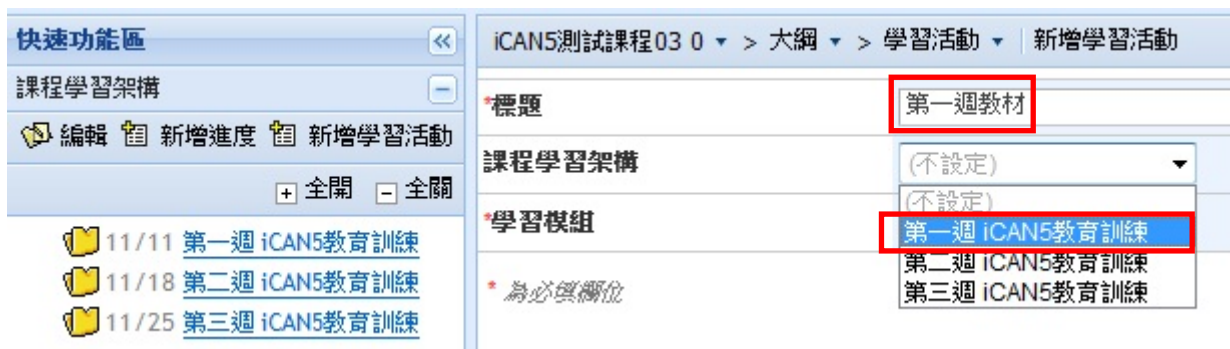 快速功能區
課程學習架構
編輯 新增進度 新增學習活動
全開 全關
11/11 第一週 iCAN5教育訓練
11/18 第二週 iCAN5教育訓練
11/25 第三週 iCAN5教育訓練
iCAN5測試課程03 0 > 大綱 > 學習活動 新增學習活動
*標題 第一週教材
課程學習架構 (不設定)
(不設定)
*學習模組
第一週 iCAN5教育訓練
第二週 iCAN5教育訓練
第三週 iCAN5教育訓練
* 為必填欄位